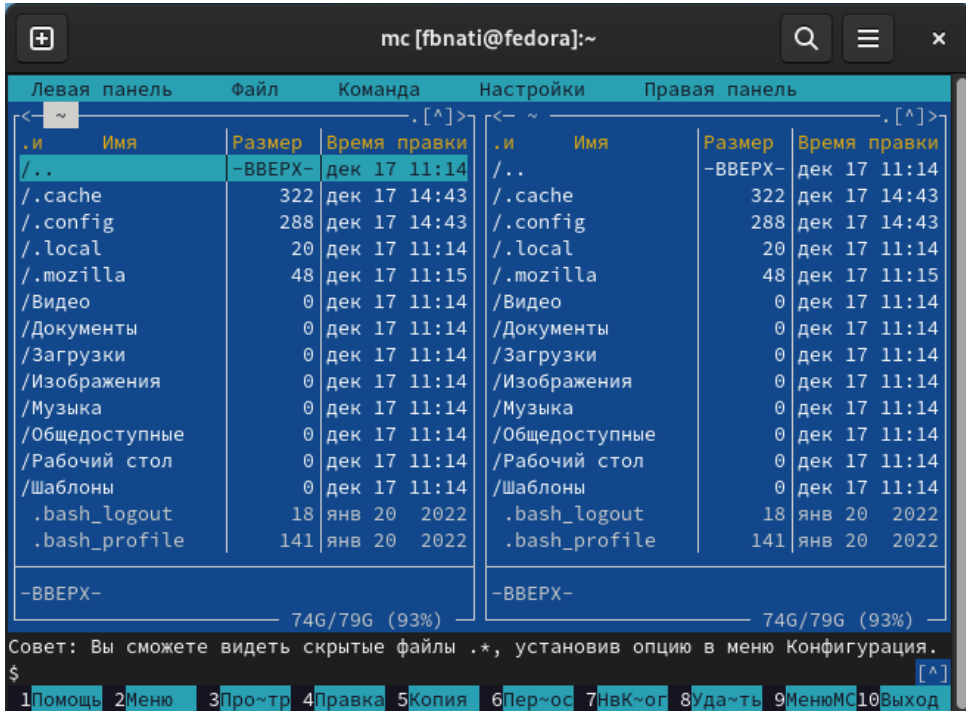 mc [fbnati@fedora]:~
Левая панель Файл Команда Настройки Правая панель
<— ~ .[^]> <— ~ .[^]>
.и Имя Размер Время правки .и Имя Размер Время правки
/.. -ВВЕРХ- дек 17 11:14 /.. -ВВЕРХ- дек 17 11:14
/.cache 322 дек 17 14:43 /.cache 322 дек 17 14:43
/.config 288 дек 17 14:43 /.config 288 дек 17 14:43
/.local 20 дек 17 11:14 /.local 20 дек 17 11:14
/.mozilla 48 дек 17 11:15 /.mozilla 48 дек 17 11:15
/Видео 0 дек 17 11:14 /Видео 0 дек 17 11:14
/Документы 0 дек 17 11:14 /Документы 0 дек 17 11:14
/Загрузки 0 дек 17 11:14 /Загрузки 0 дек 17 11:14
/Изображения 0 дек 17 11:14 /Изображения 0 дек 17 11:14
/Музыка 0 дек 17 11:14 /Музыка 0 дек 17 11:14
/Общедоступные 0 дек 17 11:14 /Общедоступные 0 дек 17 11:14
/Рабочий стол 0 дек 17 11:14 /Рабочий стол 0 дек 17 11:14
/Шаблоны 0 дек 17 11:14 /Шаблоны 0 дек 17 11:14
.bash_logout 18 янв 20 2022 .bash_logout 18 янв 20 2022
.bash_profile 141 янв 20 2022 .bash_profile 141 янв 20 2022
-ВВЕРХ- -ВВЕРХ-
74G/79G (93%) 74G/79G (93%)
Совет: Вы сможете видеть скрытые файлы .*, установив опцию в меню Конфигурация.
$ [^]
1Помощь 2Меню 3Про~тр 4Правка 5Копия 6Пер~ос 7НвК~ог 8Уда~ть 9МенюМС 10Выход